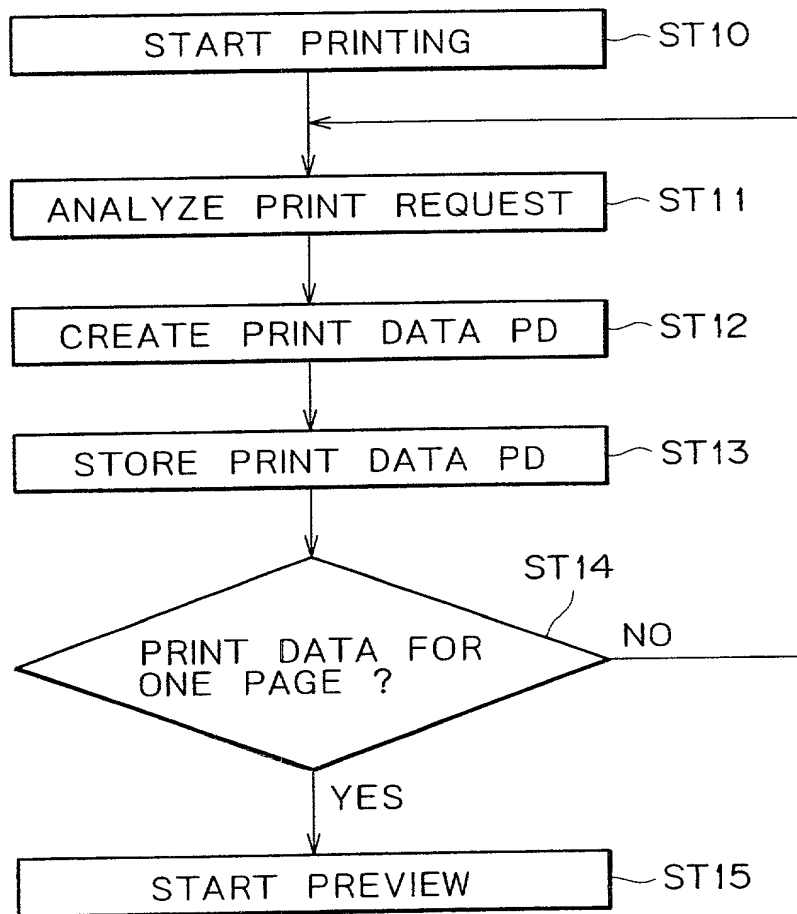 START PRINTING
ST10
ANALYZE PRINT REQUEST
ST11
CREATE PRINT DATA PD
ST12
STORE PRINT DATA PD
ST13
ST14
PRINT DATA FOR
ONE PAGE ?
NO
YES
START PREVIEW
ST15